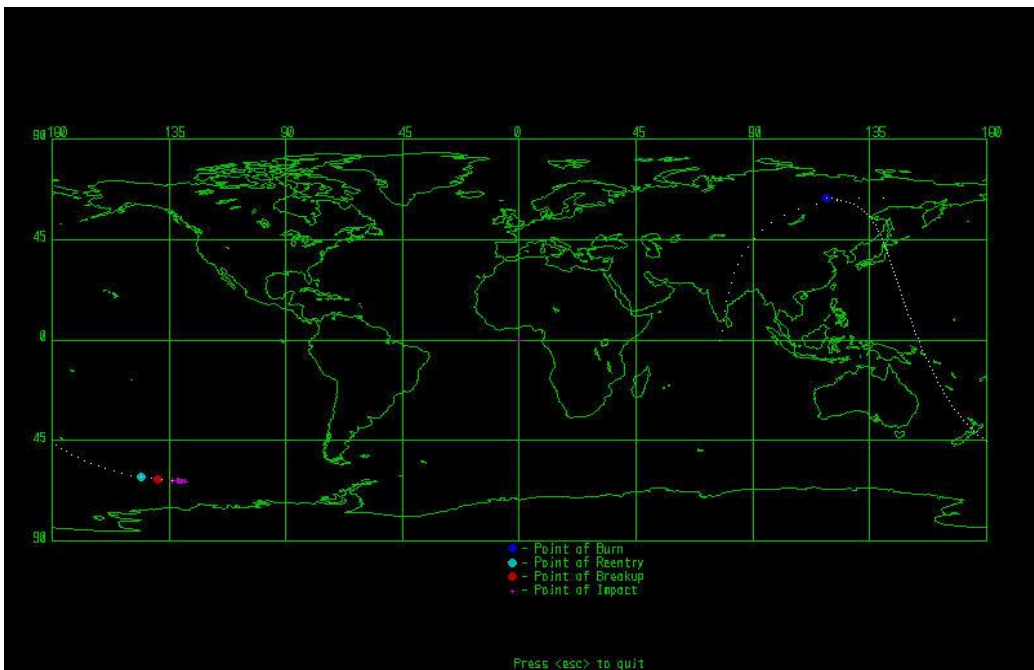 180 135 90 45 0 45 90 135 180
90
45
0
45
90
- Point of Burn
- Point of Reentry
- Point of Breakup
- Point of Impact
Press <esc> to quit